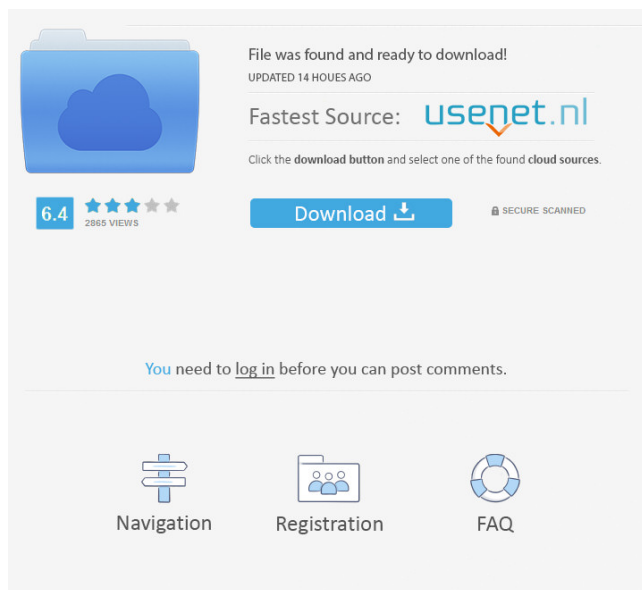 File was found and ready to download!
UPDATED 14 HOUES AGO
Fastest Source: usenet.nl
Click the download button and select one of the found cloud sources.
6.4
2865 VIEWS
Download
SECURE SCANNED
You need to log in before you can post comments.
Navigation
Registration
FAQ